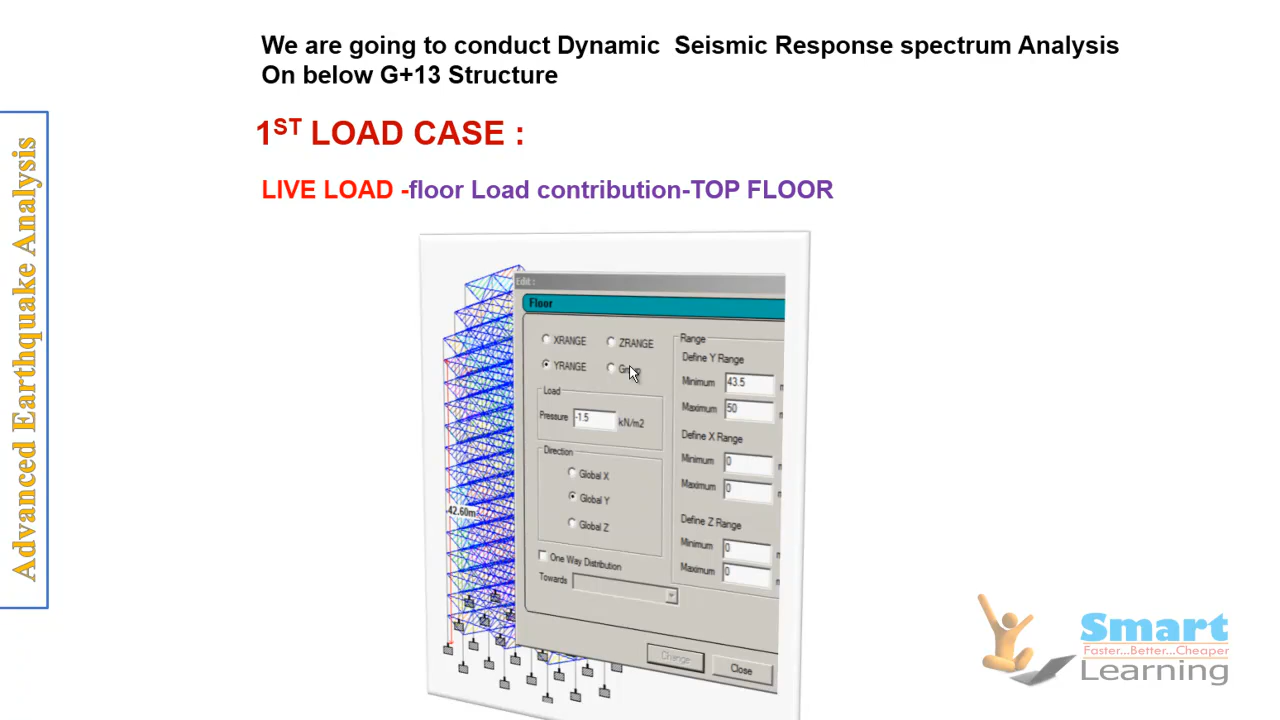 We are going to conduct Dynamic Seismic Response spectrum Analysis
On below G+13 Structure
1ST LOAD CASE :
LIVE LOAD -floor Load contribution-TOP FLOOR
Advanced Earthquake Analysis
Edit :
Floor
XRANGE
ZRANGE
YRANGE
Load
Pressure -1.5 kN/m2
Direction
Global X
Global Y
Global Z
One Way Distribution
Towards
Range
Define Y Range
Minimum 43.5
Maximum 50
Define X Range
Minimum 0
Maximum 0
Define Z Range
Minimum 0
Maximum 0
Change
Close
42.60m
Smart
Faster...Better...Cheaper
Learning